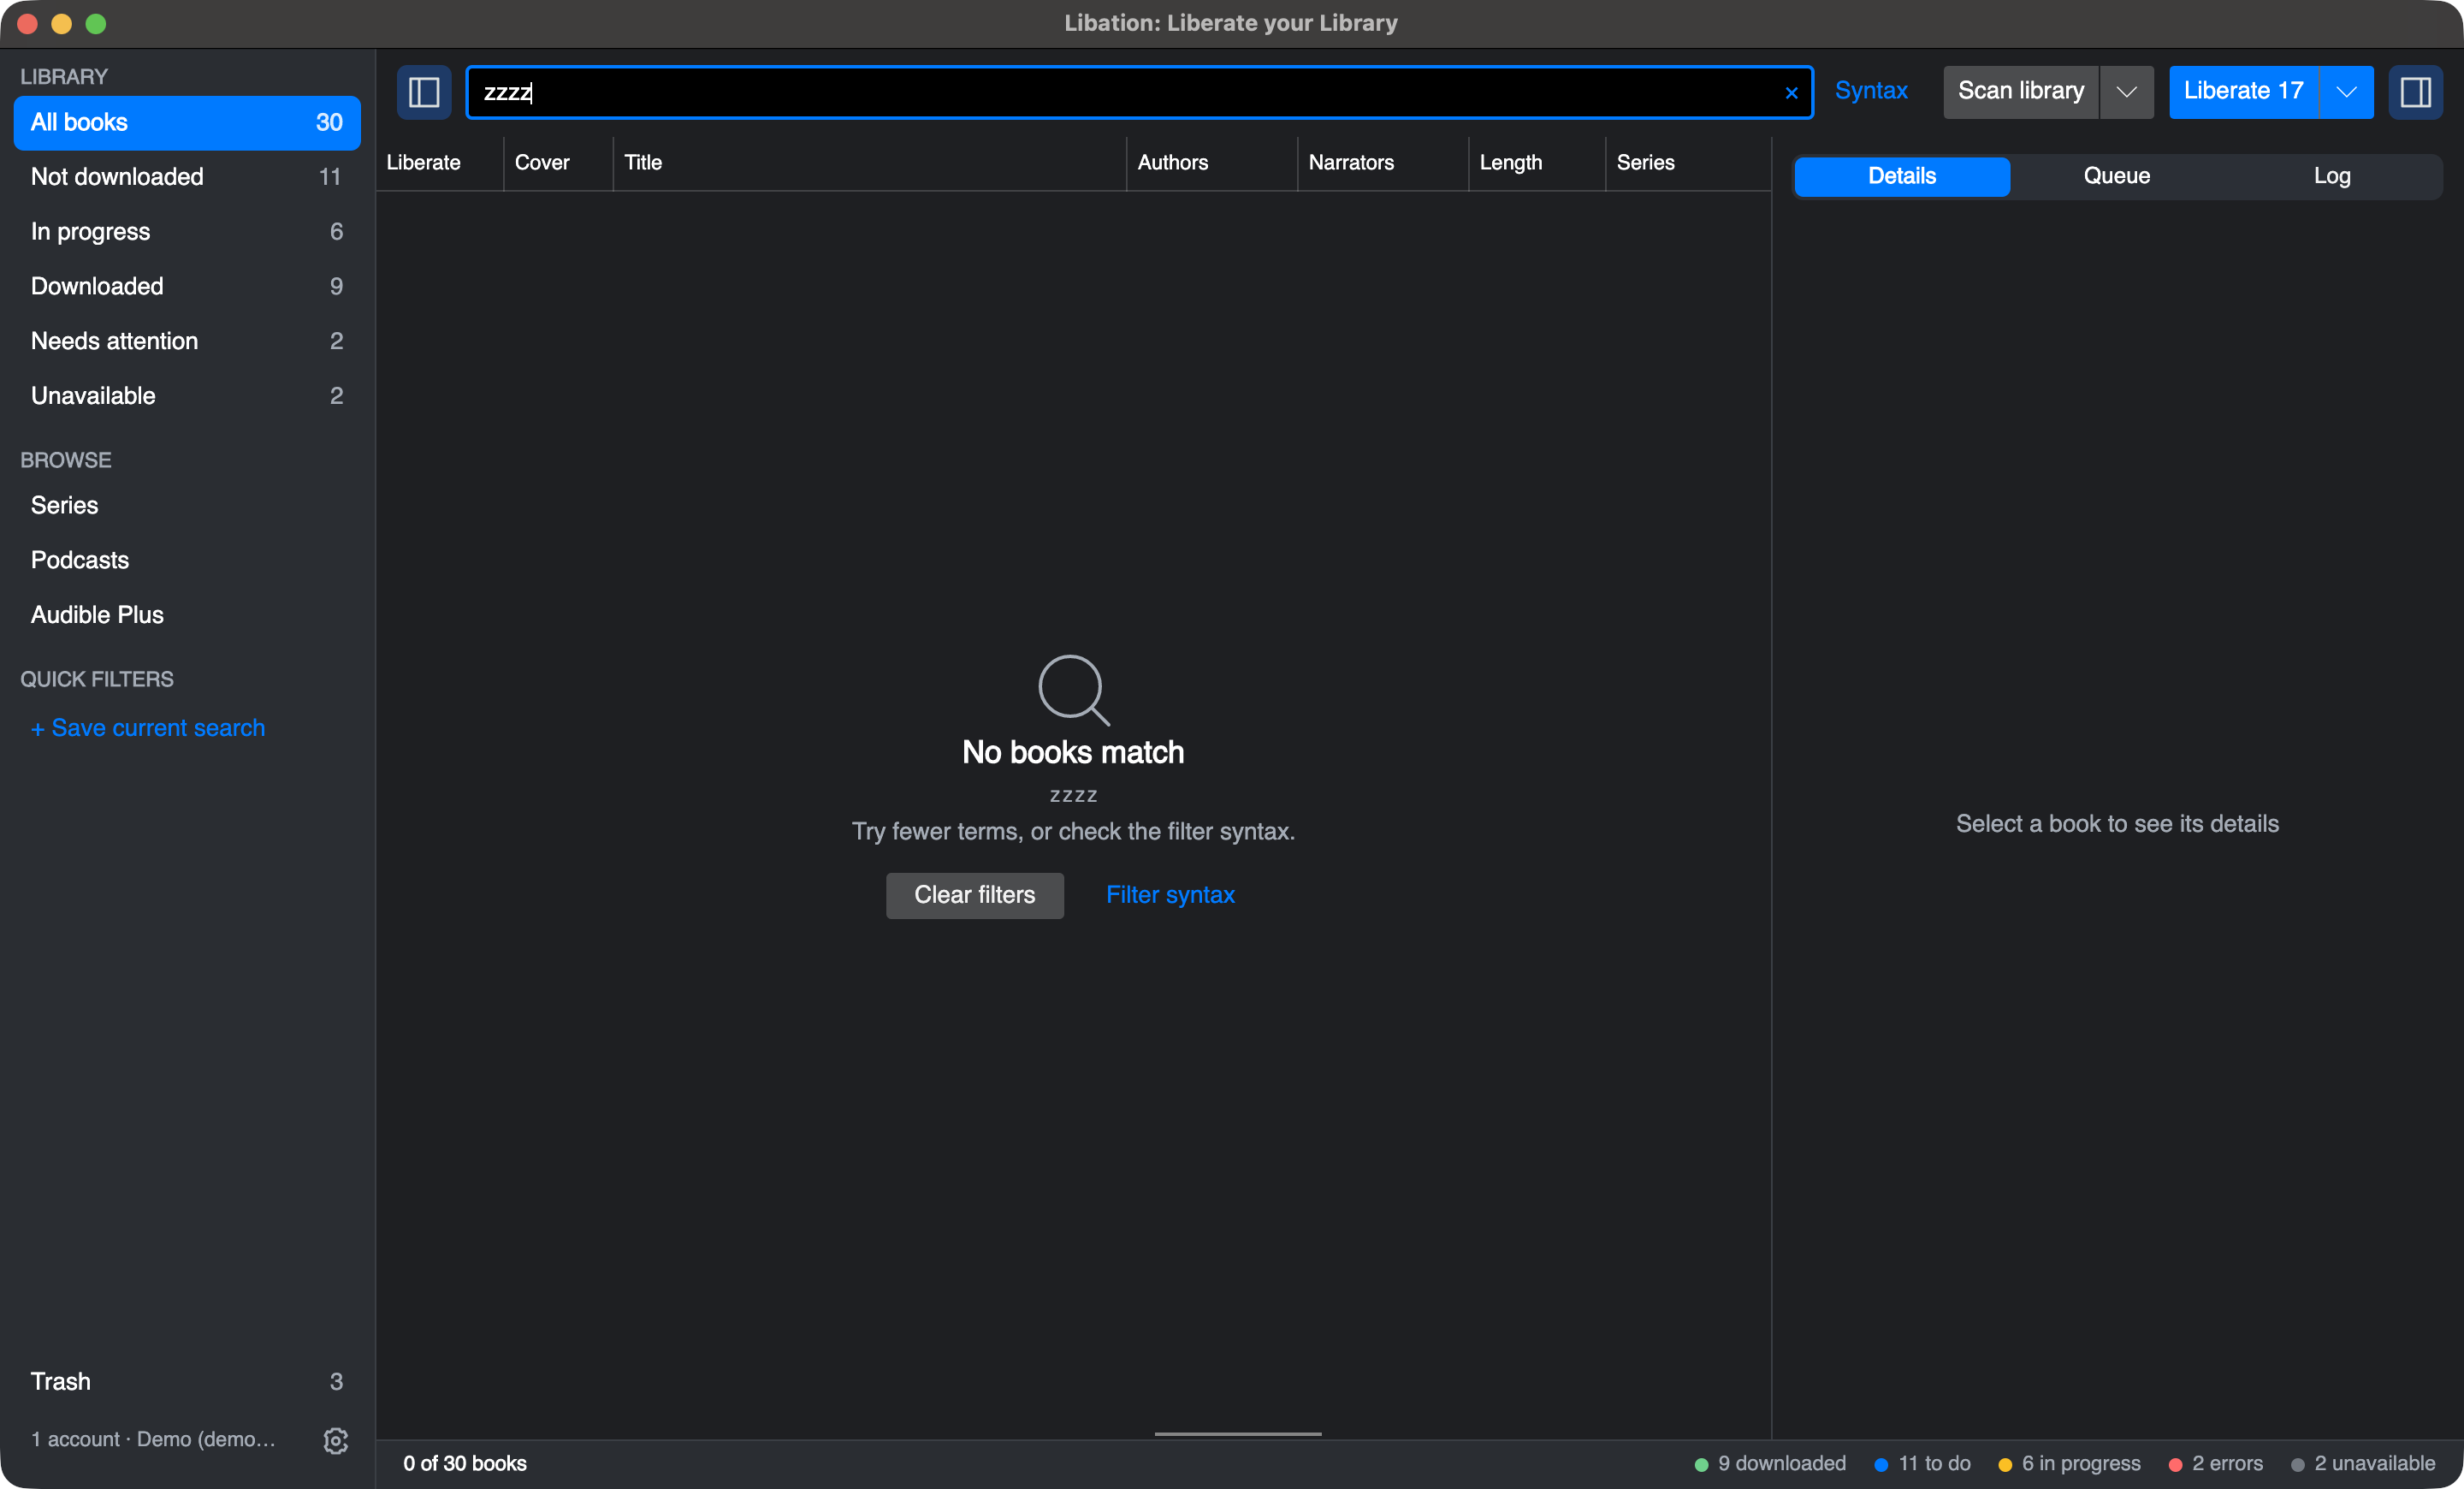 Libation: Liberate your Library
LIBRARY
All books 30
Not downloaded 11
In progress 6
Downloaded 9
Needs attention 2
Unavailable 2
BROWSE
Series
Podcasts
Audible Plus
QUICK FILTERS
+ Save current search
Trash 3
1 account · Demo (demo...
zzzz × Syntax Scan library Liberate 17
Liberate Cover Title Authors Narrators Length Series
No books match
zzzz
Try fewer terms, or check the filter syntax.
Clear filters Filter syntax
Details Queue Log
Select a book to see its details
0 of 30 books 9 downloaded 11 to do 6 in progress 2 errors 2 unavailable